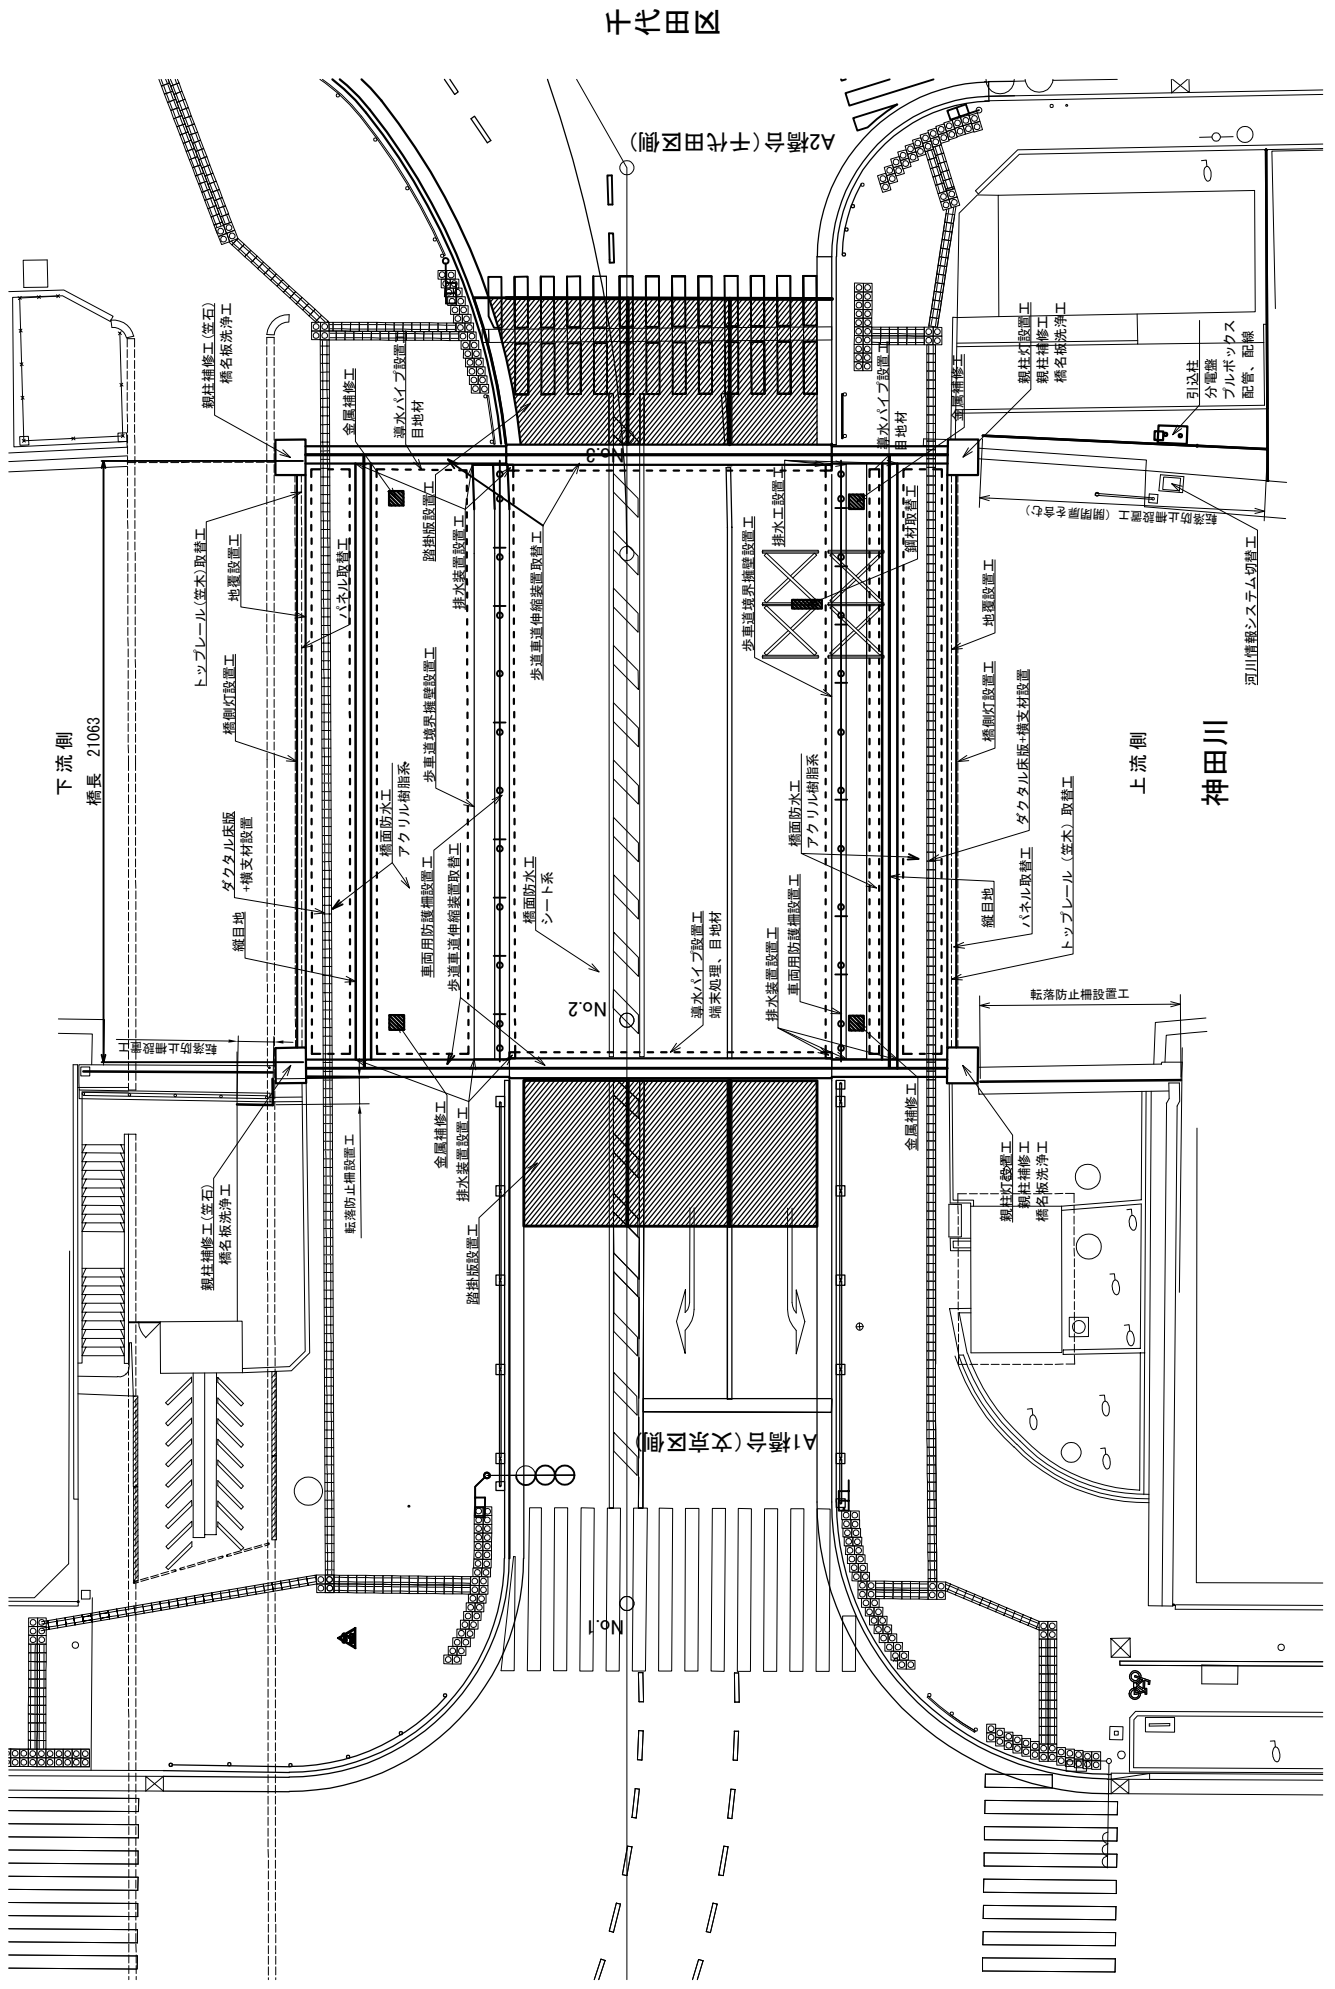 千代田区
A2橋台(千代田区側)
親柱補修工(笠石)
橋名板洗浄工
金属補修工
導水パイプ設置工
目地材
踏掛版設置工
排水装置設置工
歩道車道伸縮装置取替工
No.3
排水工設置工
歩車道境界擁壁設置工
導水パイプ設置工
目地材
金属補修工
鋼材取替工
親柱灯設置工
親柱補修工
橋名板洗浄工
引込柱
分電盤
プルボックス
配管、配線
転落防止柵設置工(開閉扉を含む)
河川情報システム切替工
トップレール(笠木)取替工
地覆設置工
パネル取替工
橋側灯設置工
下流側
橋長 21063
ダクタル床版
+横支材設置
縦目地
橋面防水工
アクリル樹脂系
歩車道境界擁壁設置工
車両用防護柵設置工
歩道車道伸縮装置取替工
橋面防水工
シート系
No.2
導水パイプ設置工
端末処理、目地材
排水装置設置工
車両用防護柵設置工
橋面防水工
アクリル樹脂系
地覆設置工
橋側灯設置工
ダクタル床版+横支材設置
縦目地
パネル取替工
トップレール(笠木)取替工
上流側
神田川
転落防止柵設置工
転落防止柵設置工
親柱補修工(笠石)
橋名板洗浄工
転落防止柵設置工
金属補修工
排水装置設置工
踏掛版設置工
金属補修工
親柱灯設置工
親柱補修工
橋名板洗浄工
A1橋台(文京区側)
No.1